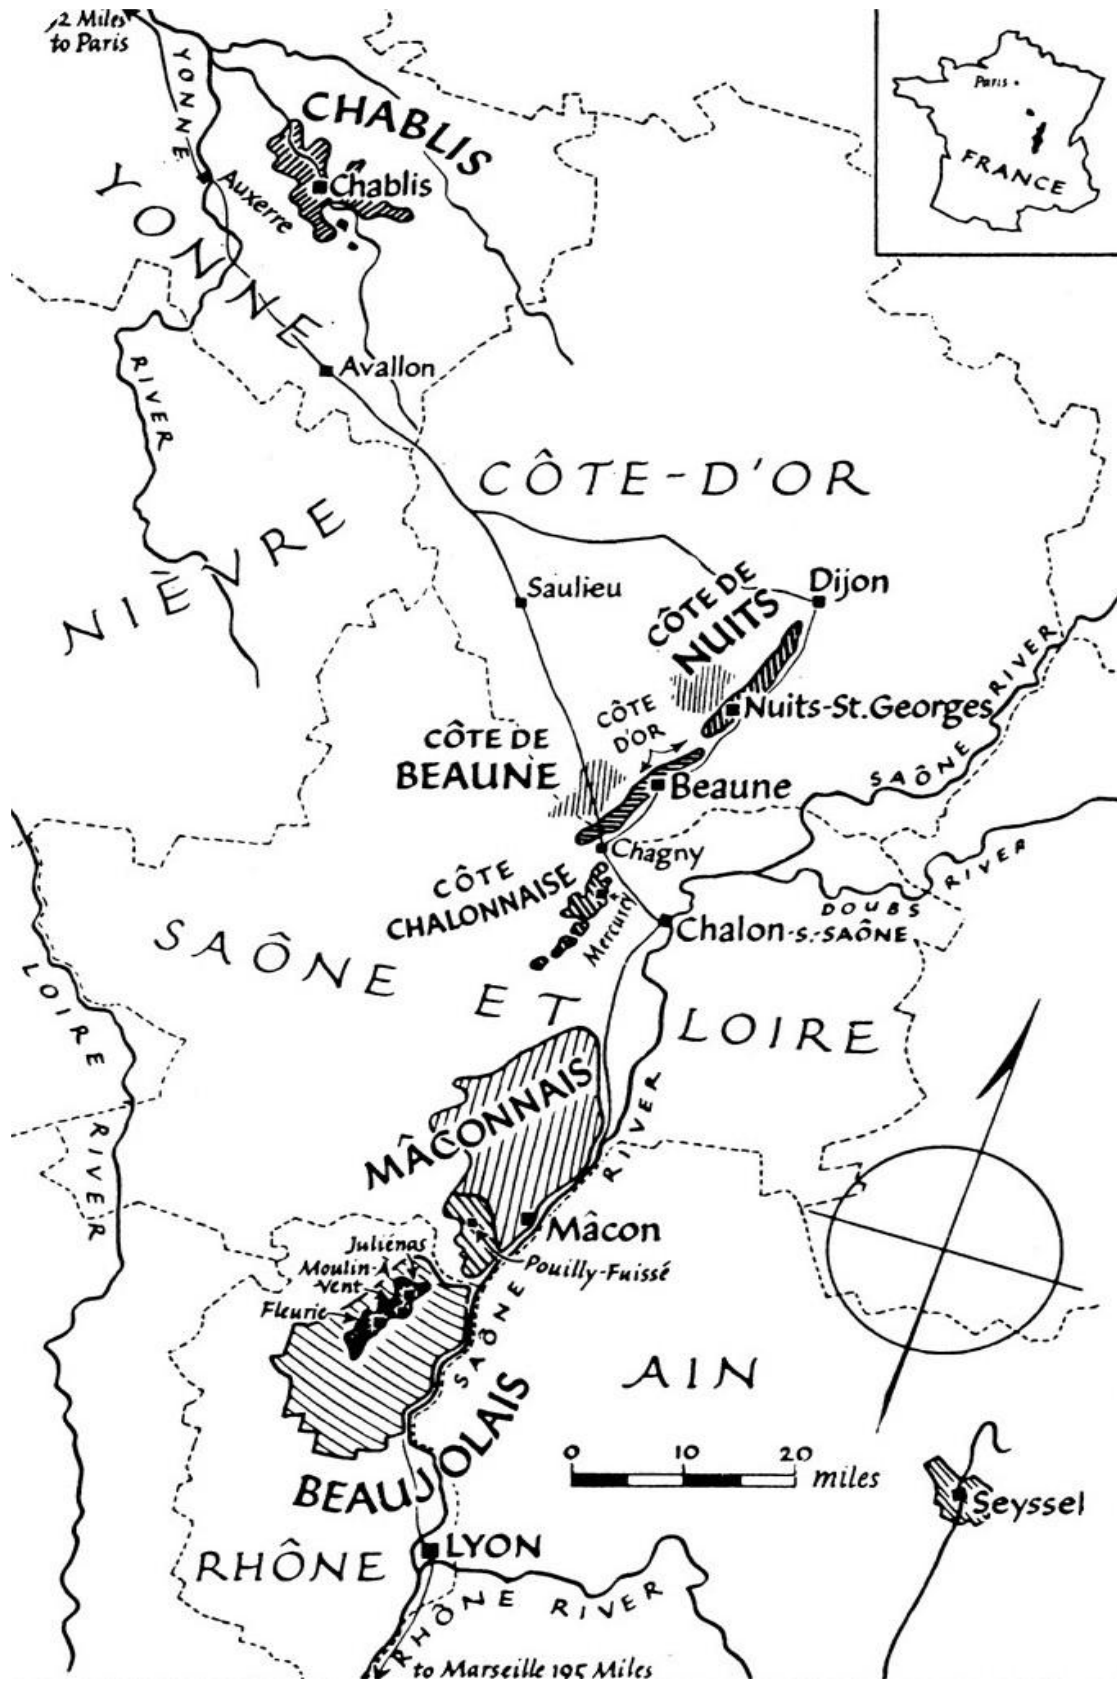 2 Miles
to Paris
YONNE
CHABLIS
Chablis
Auxerre
YONNE
Paris
FRANCE
Avallon
RIVER
CÔTE-D'OR
NIEVRE
Saulieu
CÔTE DE
NUITS
Dijon
Nuits-St.Georges
CÔTE
D'OR
CÔTE DE
BEAUNE
Beaune
SAÔNE RIVER
Chagny
CÔTE
CHALONNAISE
Mercurey
DOUBS RIVER
Chalon-s.-SAÔNE
SAÔNE ET LOIRE
LOIRE
RIVER
MÂCONNAIS
RIVER
Mâcon
Pouilly-Fuissé
Juliénas
Moulin-À-
Vent
Fleurie
SAÔNE
AIN
BEAUJOLAIS
0 10 20
miles
Seyssel
LYON
RHÔNE
RHÔNE RIVER
to Marseille 195 Miles